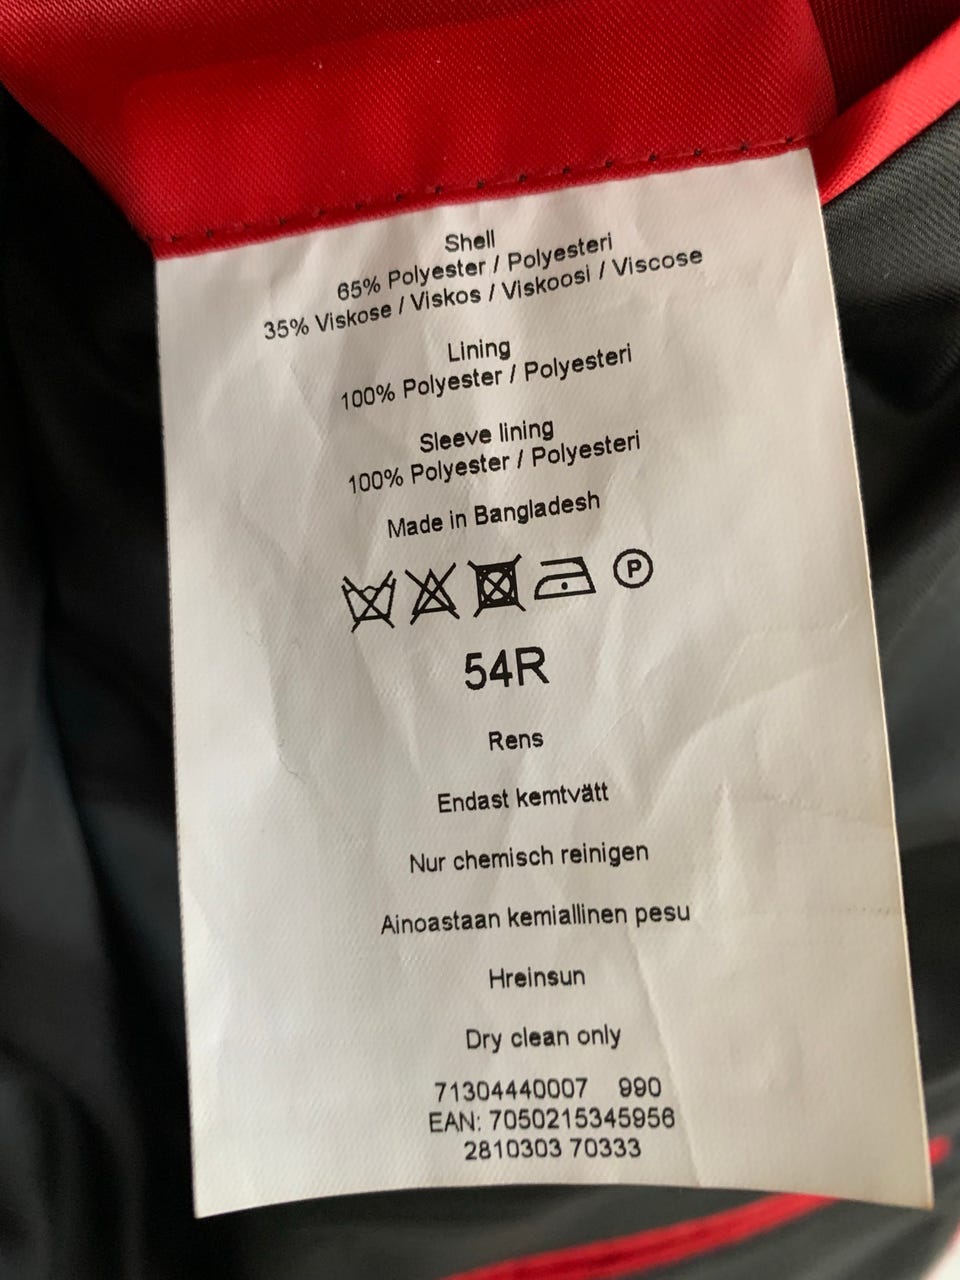 Shell
65% Polyester / Polyesteri
35% Viskose / Viskos / Viskoosi / Viscose
Lining
100% Polyester / Polyesteri
Sleeve lining
100% Polyester / Polyesteri
Made in Bangladesh
P
54R
Rens
Endast kemtvätt
Nur chemisch reinigen
Ainoastaan kemiallinen pesu
Hreinsun
Dry clean only
71304440007 990
EAN: 7050215345956
2810303 70333